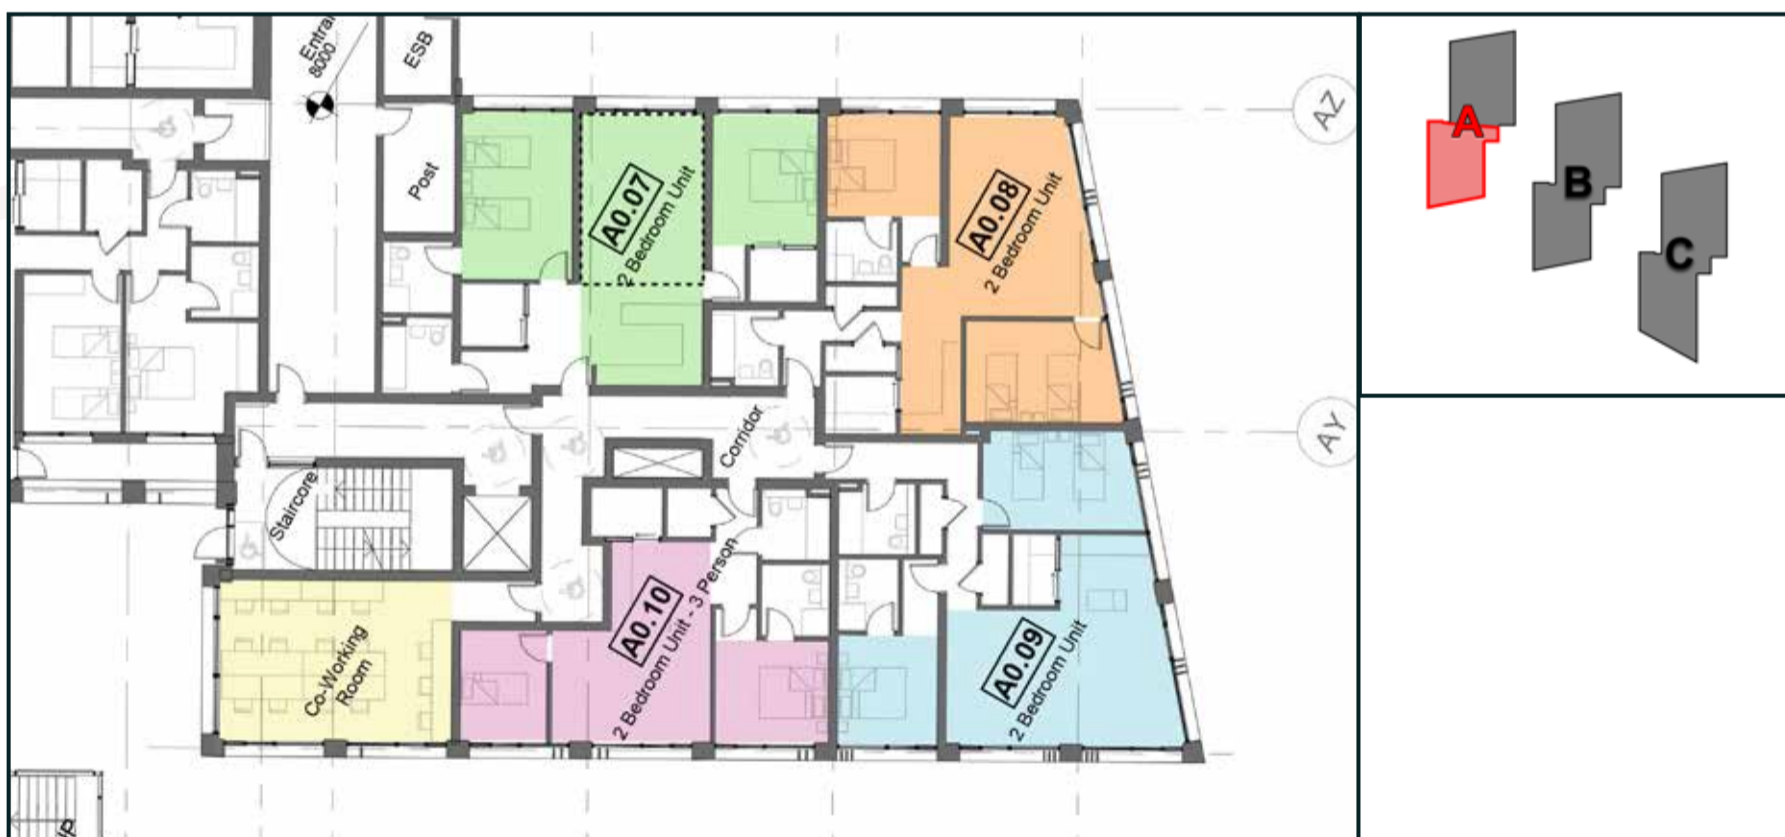 Entra
8000
ESB
Post
A0.07
2 Bedroom Unit
A0.08
2 Bedroom Unit
AZ
AY
Corridor
Staircore
Co-Working
Room
A0.10
2 Bedroom Unit - 3 Person
A0.09
2 Bedroom Unit
A
B
C